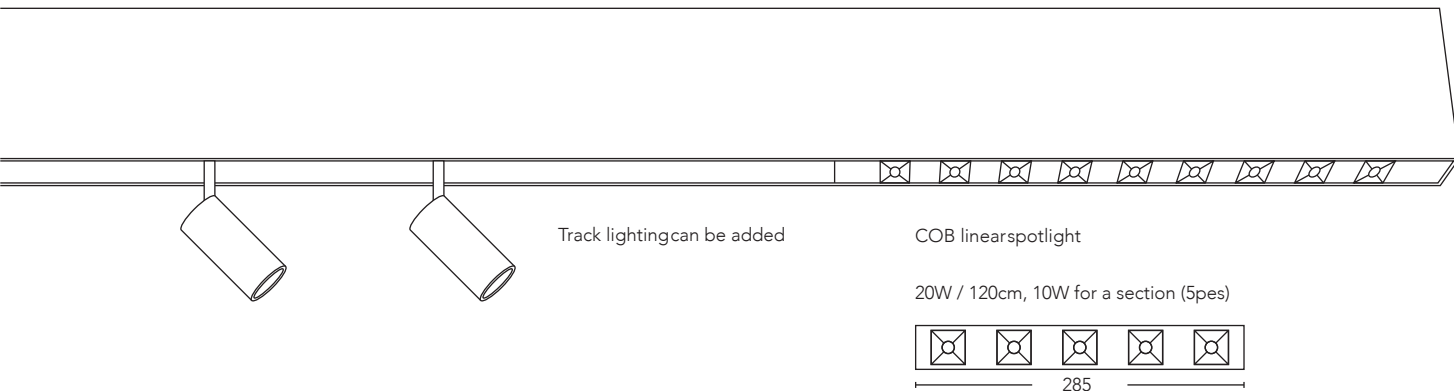 Track lightingcan be added
COB linearspotlight
20W / 120cm, 10W for a section (5pes)
285